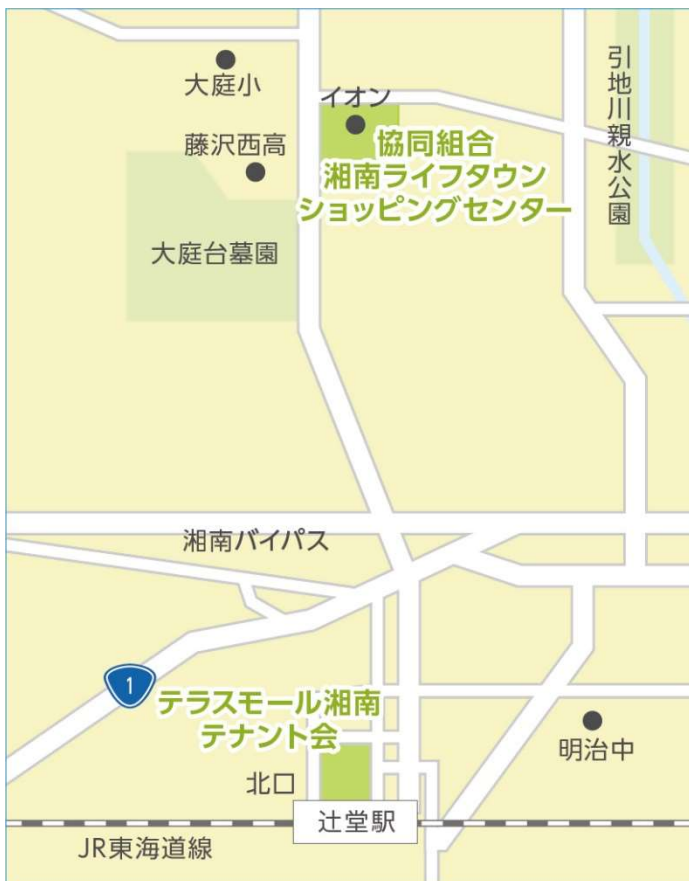 大庭小
イオン
藤沢西高
協同組合
湘南ライフタウン
ショッピングセンター
引地川親水公園
大庭台墓園
湘南バイパス
1
テラスモール湘南
テナント会
明治中
北口
辻堂駅
JR東海道線